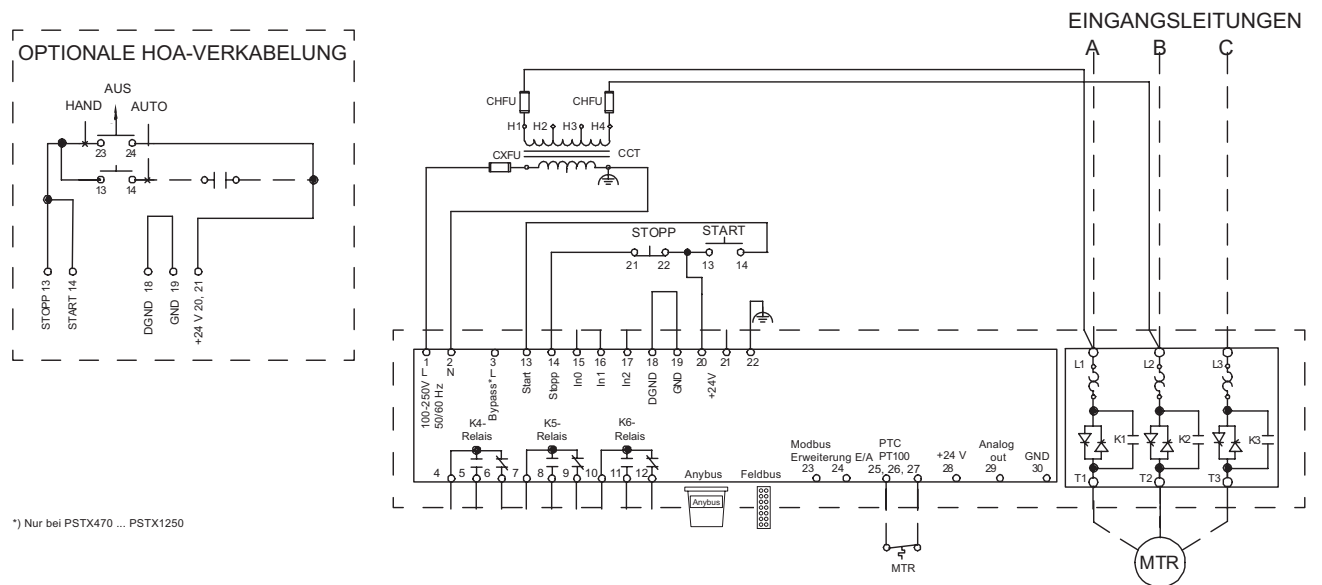 EINGANGSLEITUNGEN
A B C
OPTIONALE HOA-VERKABELUNG
AUS
HAND AUTO
23 24
13 14
STOPP 13
START 14
DGND 18
GND 19
+24 V 20, 21
CHFU CHFU
H1 H2 H3 H4
CXFU CCT
STOPP START
21 22 13 14
1 2 3 13 14 15 16 17 18 19 20 21 22
L
100-250V
50/60 Hz
N
Bypass*L
Start
Stopp
In0
In1
In2
DGND
GND
+24V
K4-
Relais
K5-
Relais
K6-
Relais
4 5 6 7 8 9 10 11 12
Anybus
Anybus
Feldbus
Modbus
Erweiterung E/A
23 24
PTC
PT100
25, 26, 27
+24 V
28
Analog
out
29
GND
30
MTR
L1 L2 L3
K1 K2 K3
T1 T2 T3
MTR
*) Nur bei PSTX470 ... PSTX1250